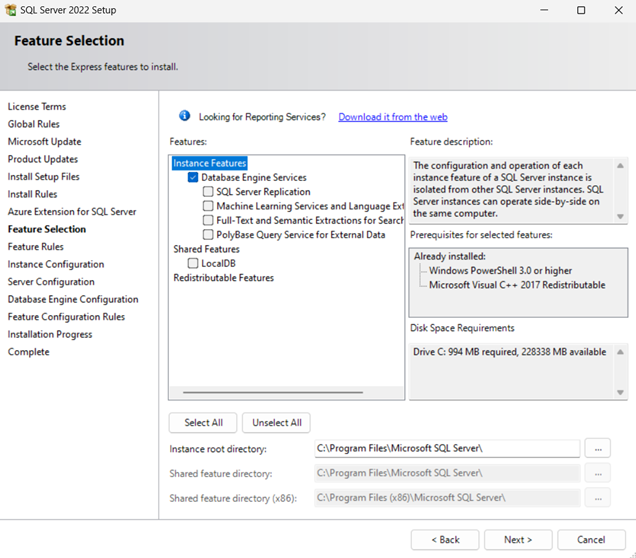 SQL Server 2022 Setup
Feature Selection
Select the Express features to install.
License Terms
Global Rules
Microsoft Update
Product Updates
Install Setup Files
Install Rules
Azure Extension for SQL Server
Feature Selection
Feature Rules
Instance Configuration
Server Configuration
Database Engine Configuration
Feature Configuration Rules
Installation Progress
Complete
Looking for Reporting Services? Download it from the web
Features:
Instance Features
Database Engine Services
SQL Server Replication
Machine Learning Services and Language Ext
Full-Text and Semantic Extractions for Search
PolyBase Query Service for External Data
Shared Features
LocalDB
Redistributable Features
Feature description:
The configuration and operation of each
instance feature of a SQL Server instance is
isolated from other SQL Server instances. SQL
Server instances can operate side-by-side on
the same computer.
Prerequisites for selected features:
Already installed:
Windows PowerShell 3.0 or higher
Microsoft Visual C++ 2017 Redistributable
Disk Space Requirements
Drive C: 994 MB required, 228338 MB available
Select All
Unselect All
Instance root directory: C:\Program Files\Microsoft SQL Server\ ...
Shared feature directory: C:\Program Files\Microsoft SQL Server\ ...
Shared feature directory (x86): C:\Program Files (x86)\Microsoft SQL Server\ ...
< Back
Next >
Cancel